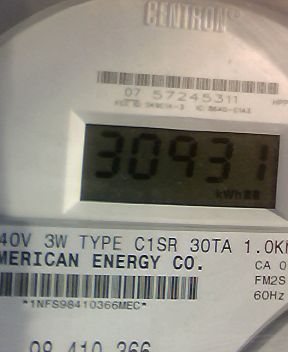 CENTRON®
07 57245311
30931
kWh
40V 3W TYPE C1SR 30TA 1.0K
MERICAN ENERGY CO.
CA 0
FM2S
60Hz
*1NFS98410366MEC*
98 410 366